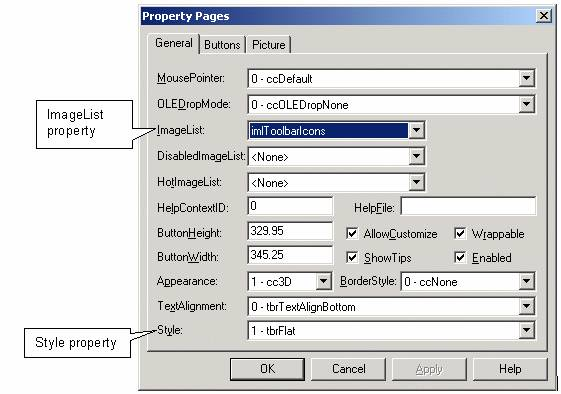 Property Pages
General Buttons Picture
MousePointer: 0 - ccDefault
OLEDropMode: 0 - ccOLEDropNone
ImageList
property
ImageList: imlToolbarIcons
DisabledImageList: <None>
HotImageList: <None>
HelpContextID: 0 HelpFile:
ButtonHeight: 329.95 AllowCustomize Wrappable
ButtonWidth: 345.25 ShowTips Enabled
Appearance: 1 - cc3D BorderStyle: 0 - ccNone
TextAlignment: 0 - tbrTextAlignBottom
Style property
Style: 1 - tbrFlat
OK Cancel Apply Help